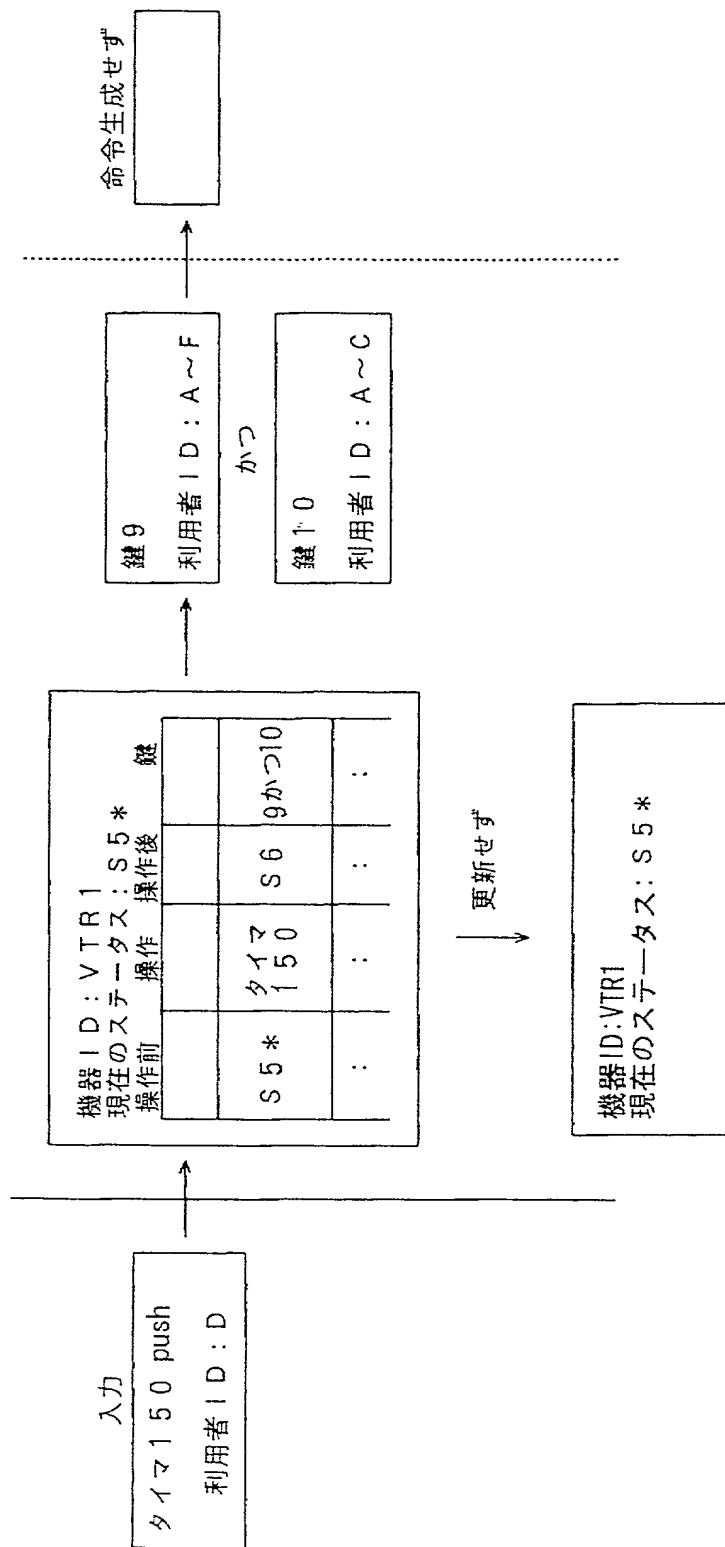 入力
タイマ150 push
利用者ID:D
機器ID:VTR1
現在のステータス:S5*
操作前 操作 操作後 鍵
S5* タイマ150 S6 9かつ10
: : : :
更新せず
機器ID:VTR1
現在のステータス:S5*
鍵9
利用者ID:A~F
かつ
鍵10
利用者ID:A~C
命令生成せず